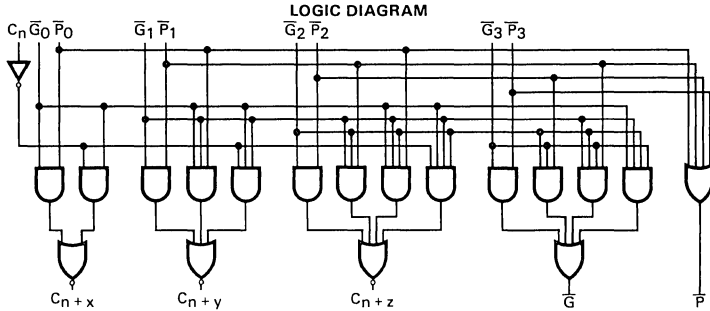 LOGIC DIAGRAM
Cn G̅0 P̅0 G̅1 P̅1 G̅2 P̅2 G̅3 P̅3
Cn + x Cn + y Cn + z G̅ P̅